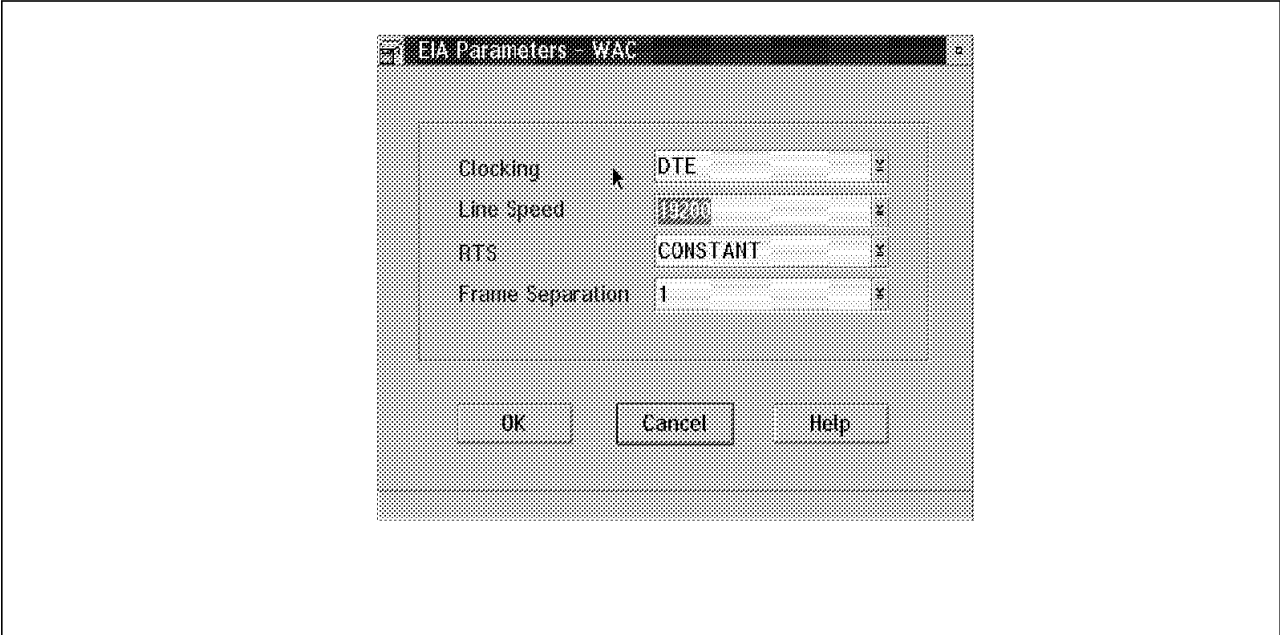 EIA Parameters - WAC
Clocking DTE
Line Speed 19200
RTS CONSTANT
Frame Separation 1
OK Cancel Help